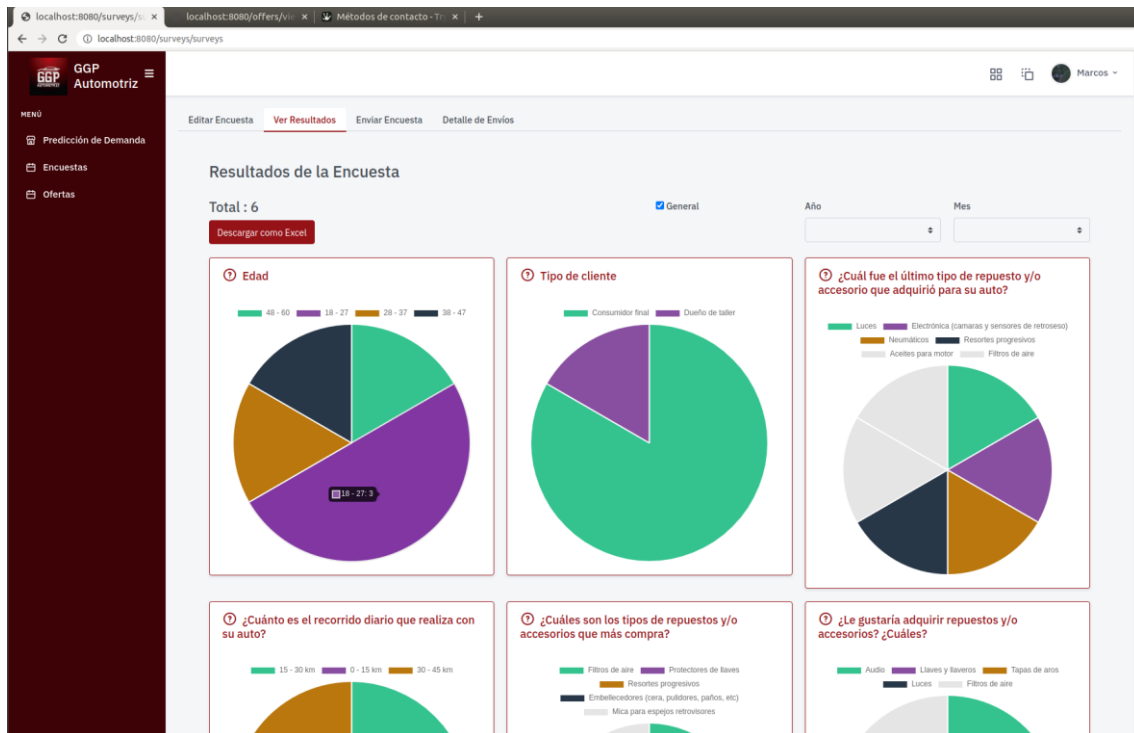 localhost:8080/surveys/su
localhost:8080/offers/vie
Métodos de contacto - Tr
localhost:8080/surveys/surveys
GGP
GGP
Automotriz
Marcos
MENÚ
Predicción de Demanda
Encuestas
Ofertas
Editar Encuesta
Ver Resultados
Enviar Encuesta
Detalle de Envíos
Resultados de la Encuesta
Total : 6
General
Año
Mes
Descargar como Excel
Edad
48 - 60
18 - 27
28 - 37
38 - 47
18 - 27: 3
Tipo de cliente
Consumidor final
Dueño de taller
¿Cuál fue el último tipo de repuesto y/o
accesorio que adquirió para su auto?
Luces
Electrónica (camaras y sensores de retroseso)
Neumáticos
Resortes progresivos
Aceites para motor
Filtros de aire
¿Cuánto es el recorrido diario que realiza con
su auto?
15 - 30 km
0 - 15 km
30 - 45 km
¿Cuáles son los tipos de repuestos y/o
accesorios que más compra?
Filtros de aire
Protectores de llaves
Resortes progresivos
Embellecedores (cera, pulidores, paños, etc)
Mica para espejos retrovisores
¿Le gustaría adquirir repuestos y/o
accesorios? ¿Cuáles?
Audio
Llaves y llaveros
Tapas de aros
Luces
Filtros de aire